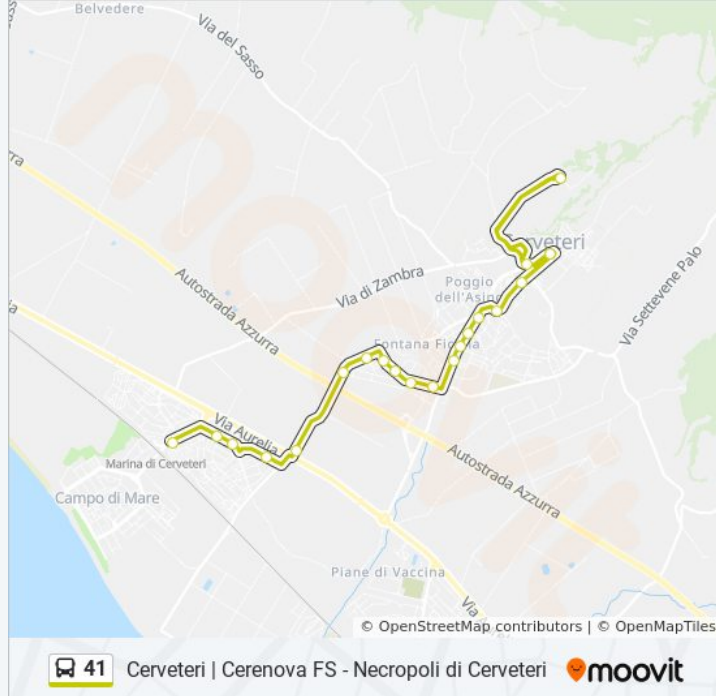 Belvedere
Via del Sasso
rra
Autostrada Azzurra
Via di Zambra
Cerveteri
Poggio
dell'Asino
Via Settevene Palo
Via Aurelia
Marina di Cerveteri
Campo di Mare
Autostrada Azzurra
Piane di Vaccina
Via
© OpenStreetMap contributors | © OpenMapTiles
41 Cerveteri | Cerenova FS - Necropoli di Cerveteri moovit